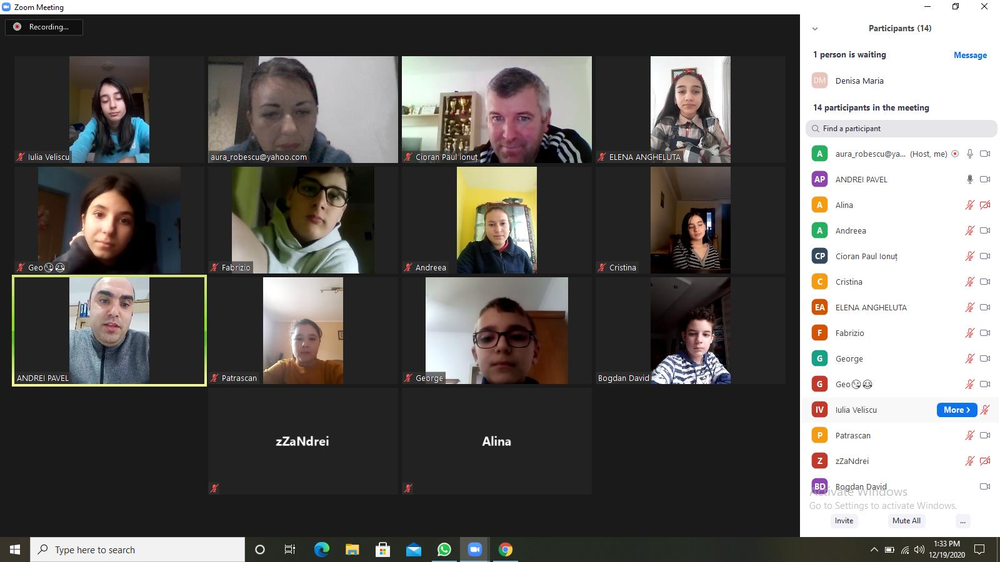 Zoom Meeting
Recording...
Iulia Veliscu
aura_robescu@yahoo.com
Cioran Paul Ionuț
ELENA ANGHELUTA
Geo😘😂
Fabrizio
Andreea
Cristina
ANDREI PAVEL
Patrascan
George
Bogdan David
zZaNdrei
Alina
Participants (14)
1 person is waiting Message
DM Denisa Maria
14 participants in the meeting
Find a participant
A aura_robescu@ya... (Host, me)
AP ANDREI PAVEL
A Alina
A Andreea
CP Cioran Paul Ionuț
C Cristina
EA ELENA ANGHELUTA
F Fabrizio
G George
G Geo😘😂
IV Iulia Veliscu More
P Patrascan
Z zZaNdrei
BD Bogdan David
Activate Windows
Go to Settings to activate Windows.
Invite Mute All ...
Type here to search
1:33 PM
12/19/2020